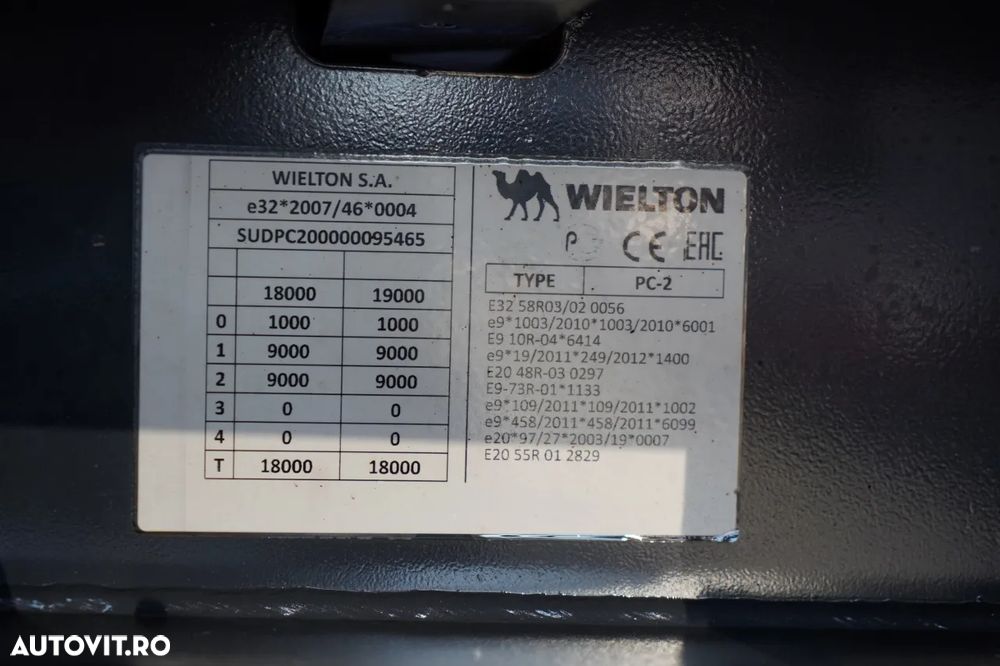 WIELTON S.A.
e32*2007/46*0004
SUDPC200000095465
18000 19000
0 1000 1000
1 9000 9000
2 9000 9000
3 0 0
4 0 0
T 18000 18000
WIELTON
P CE EAC
TYPE PC-2
E32 58R03/02 0056
e9*1003/2010*1003/2010*6001
E9 10R-04*6414
e9*19/2011*249/2012*1400
E20 48R-03 0297
E9-73R-01*1133
e9*109/2011*109/2011*1002
e9*458/2011*458/2011*6099
e20*97/27*2003/19*0007
E20 55R 01 2829
AUTOVIT.RO